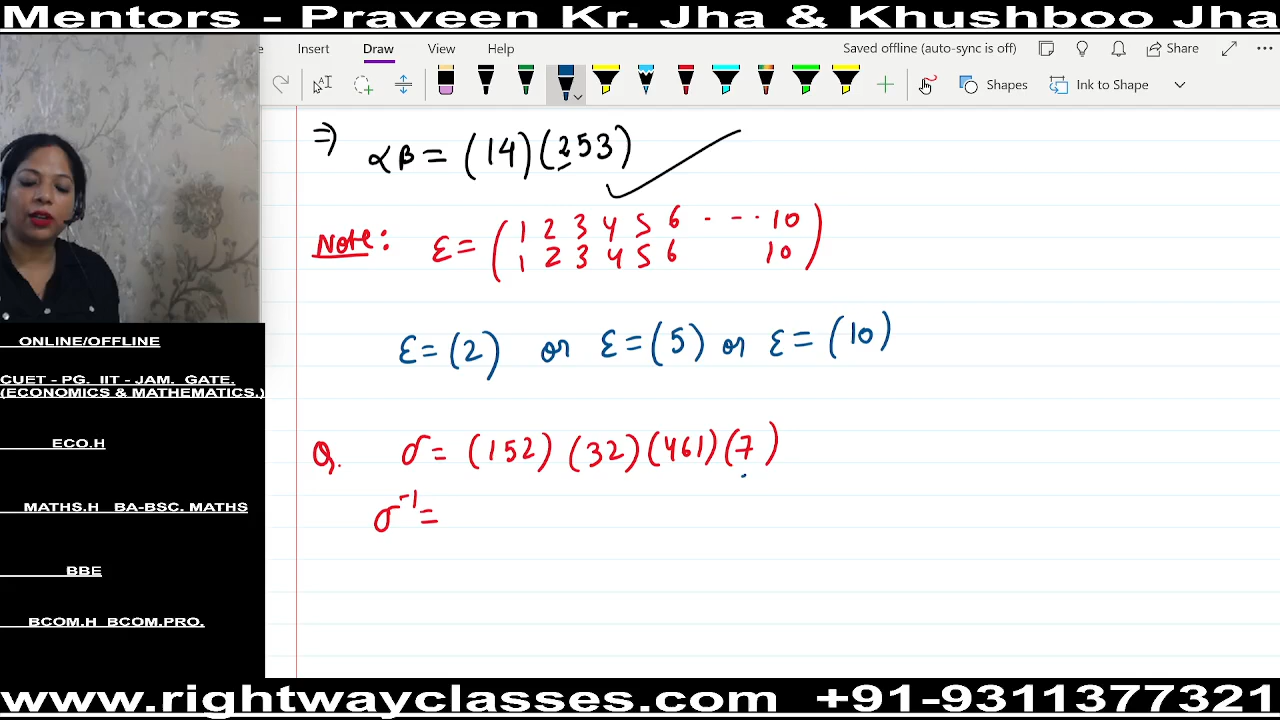 Mentors - Praveen Kr. Jha & Khushboo Jha
Insert Draw View Help Saved offline (auto-sync is off) Share
Shapes Ink to Math
⇒ αβ = (14)(253)
Note: ε = ( 1 2 3 4 5 6 - - - 10
1 2 3 4 5 6 10 )
ε = (2) or ε = (5) or ε = (10)
Q. σ = (152) (32)(461)(7)
σ⁻¹ =
ONLINE/OFFLINE
CUET - PG. IIT - JAM. GATE.
(ECONOMICS & MATHEMATICS.)
ECO.H
MATHS.H BA-BSC. MATHS
BBE
BCOM.H BCOM.PRO.
www.rightwayclasses.com +91-9311377321